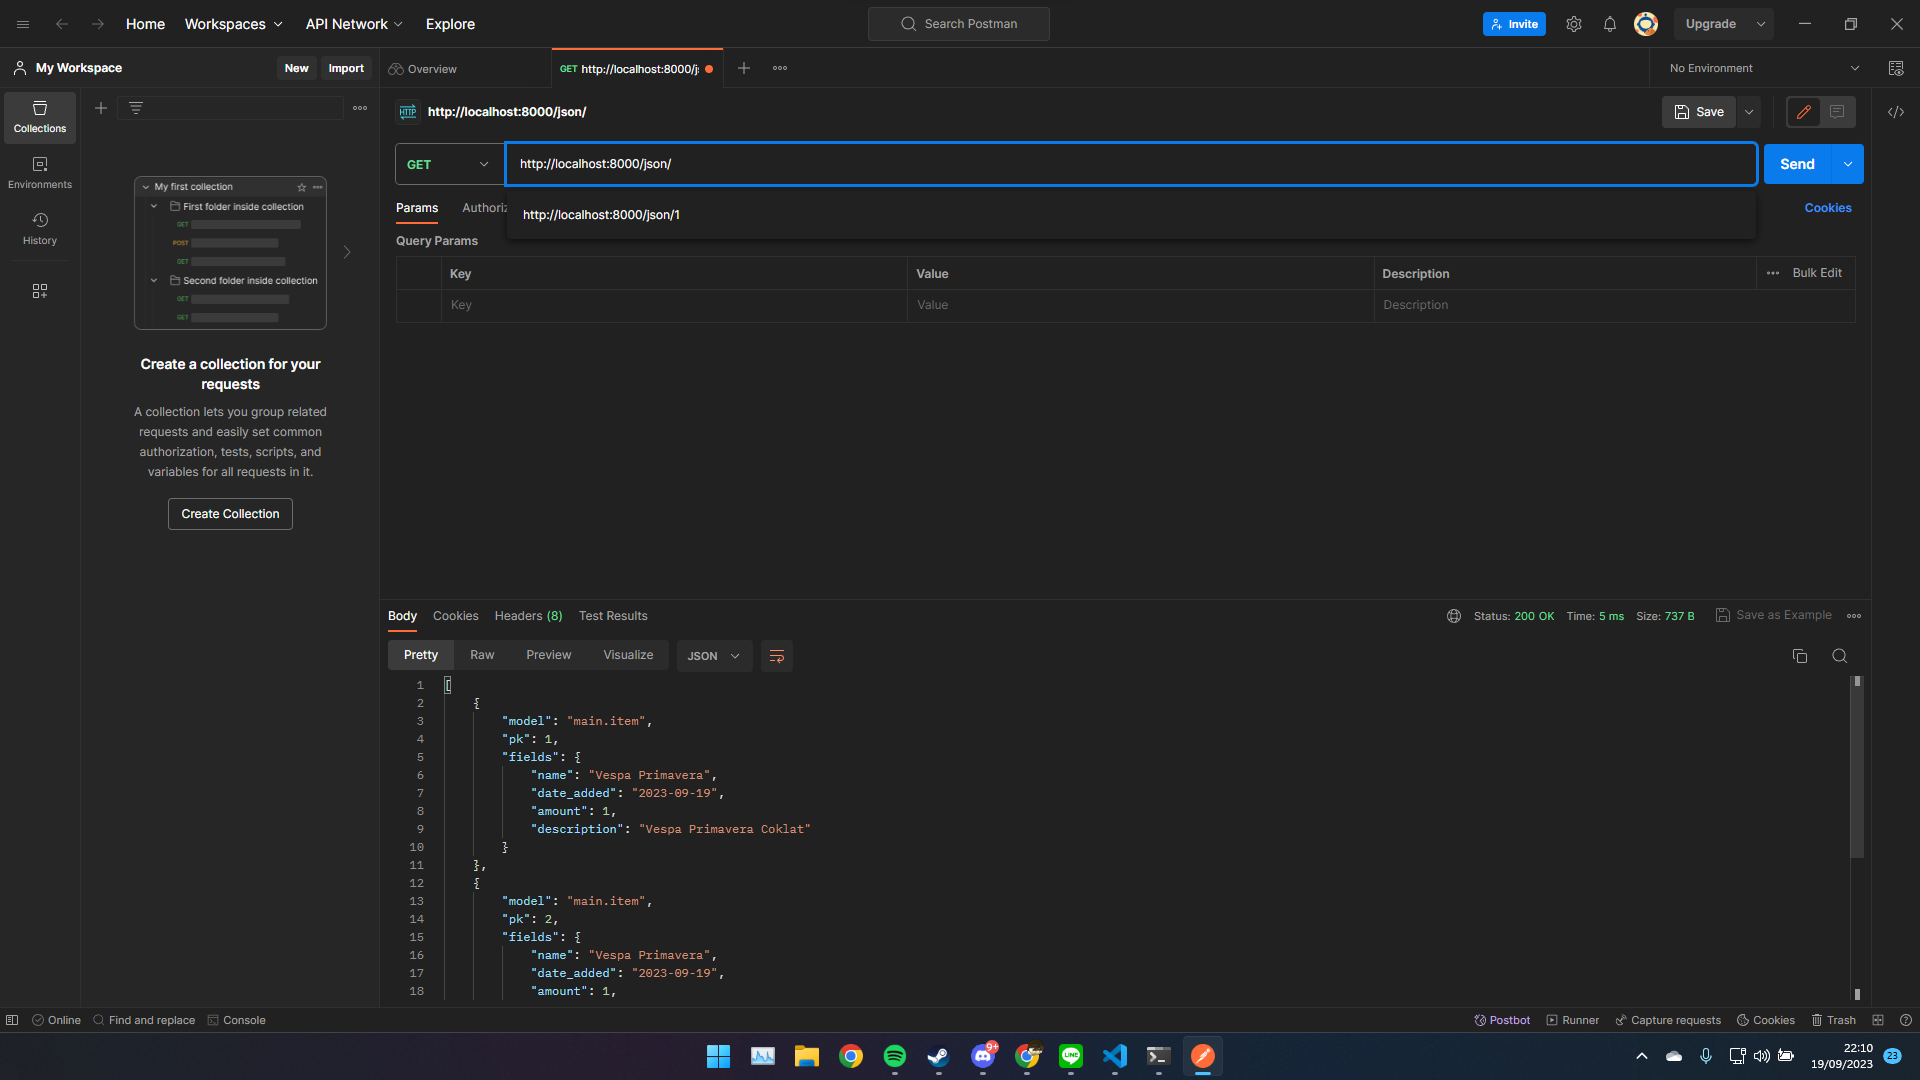 Home Workspaces API Network Explore
Search Postman
Invite
Upgrade
My Workspace
New Import
Overview
GET http://localhost:8000/j
No Environment
Collections
Environments
History
My first collection
First folder inside collection
GET
POST
GET
Second folder inside collection
GET
GET
Create a collection for your
requests
A collection lets you group related
requests and easily set common
authorization, tests, scripts, and
variables for all requests in it.
Create Collection
HTTP http://localhost:8000/json/
Save
GET http://localhost:8000/json/
Send
Params Authoriz
http://localhost:8000/json/1
Cookies
Query Params
Key Value Description Bulk Edit
Key Value Description
Body Cookies Headers (8) Test Results
Status: 200 OK Time: 5 ms Size: 737 B Save as Example
Pretty Raw Preview Visualize JSON
1 [
2 {
3 "model": "main.item",
4 "pk": 1,
5 "fields": {
6 "name": "Vespa Primavera",
7 "date_added": "2023-09-19",
8 "amount": 1,
9 "description": "Vespa Primavera Coklat"
10 }
11 },
12 {
13 "model": "main.item",
14 "pk": 2,
15 "fields": {
16 "name": "Vespa Primavera",
17 "date_added": "2023-09-19",
18 "amount": 1,
Online Find and replace Console
Postbot Runner Capture requests Cookies Trash
9+
LINE
22:10
19/09/2023
23